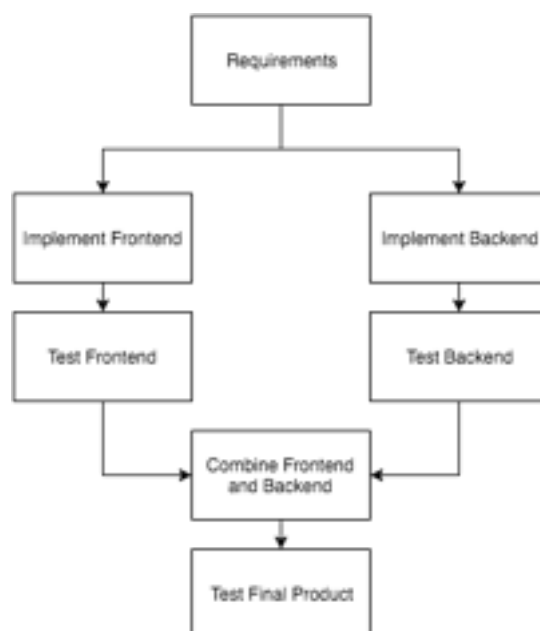 Requirements
Implement Frontend
Implement Backend
Test Frontend
Test Backend
Combine Frontend
and Backend
Test Final Product